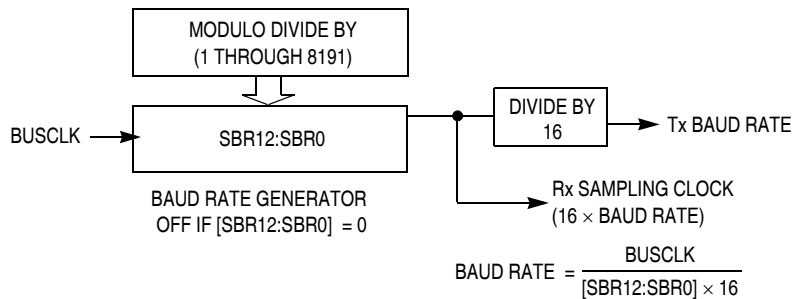 MODULO DIVIDE BY
(1 THROUGH 8191)
BUSCLK
SBR12:SBR0
DIVIDE BY
16
Tx BAUD RATE
BAUD RATE GENERATOR
OFF IF [SBR12:SBR0] = 0
Rx SAMPLING CLOCK
(16 × BAUD RATE)
BAUD RATE =
BUSCLK
[SBR12:SBR0] × 16